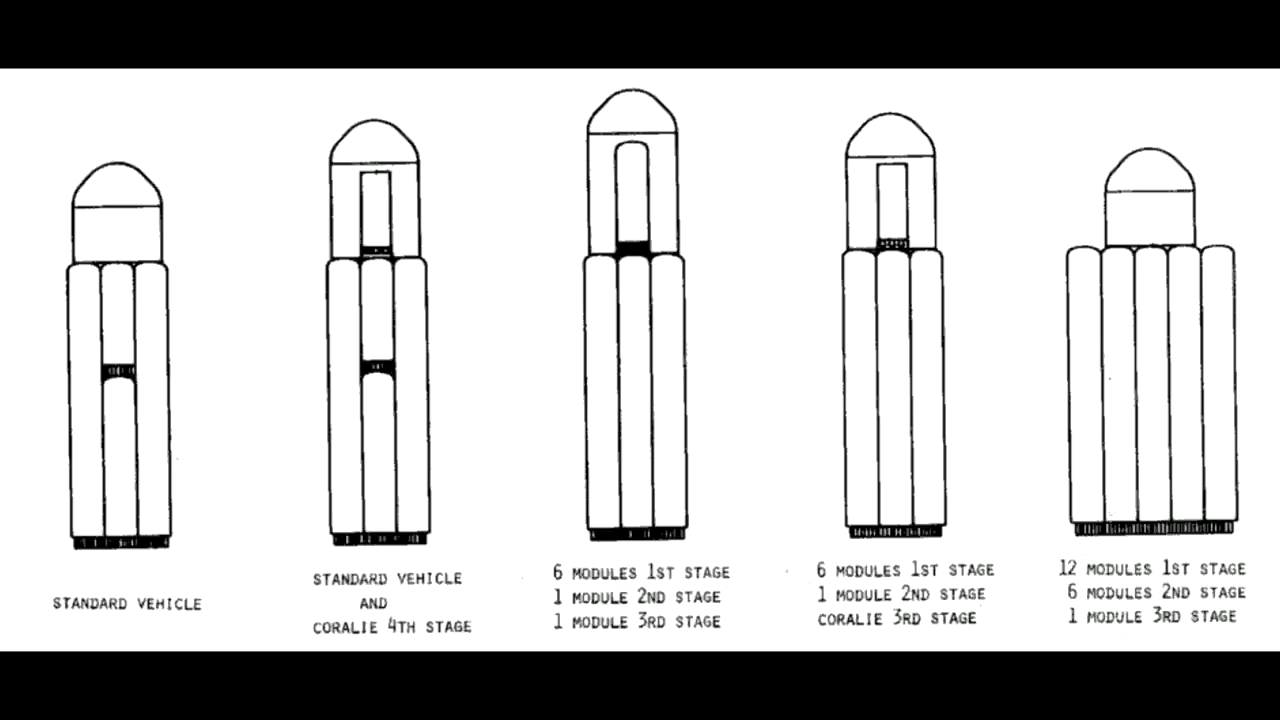 STANDARD VEHICLE
STANDARD VEHICLE
AND
CORALIE 4TH STAGE
6 MODULES 1ST STAGE
1 MODULE 2ND STAGE
1 MODULE 3RD STAGE
6 MODULES 1ST STAGE
1 MODULE 2ND STAGE
CORALIE 3RD STAGE
12 MODULES 1ST STAGE
6 MODULES 2ND STAGE
1 MODULE 3RD STAGE